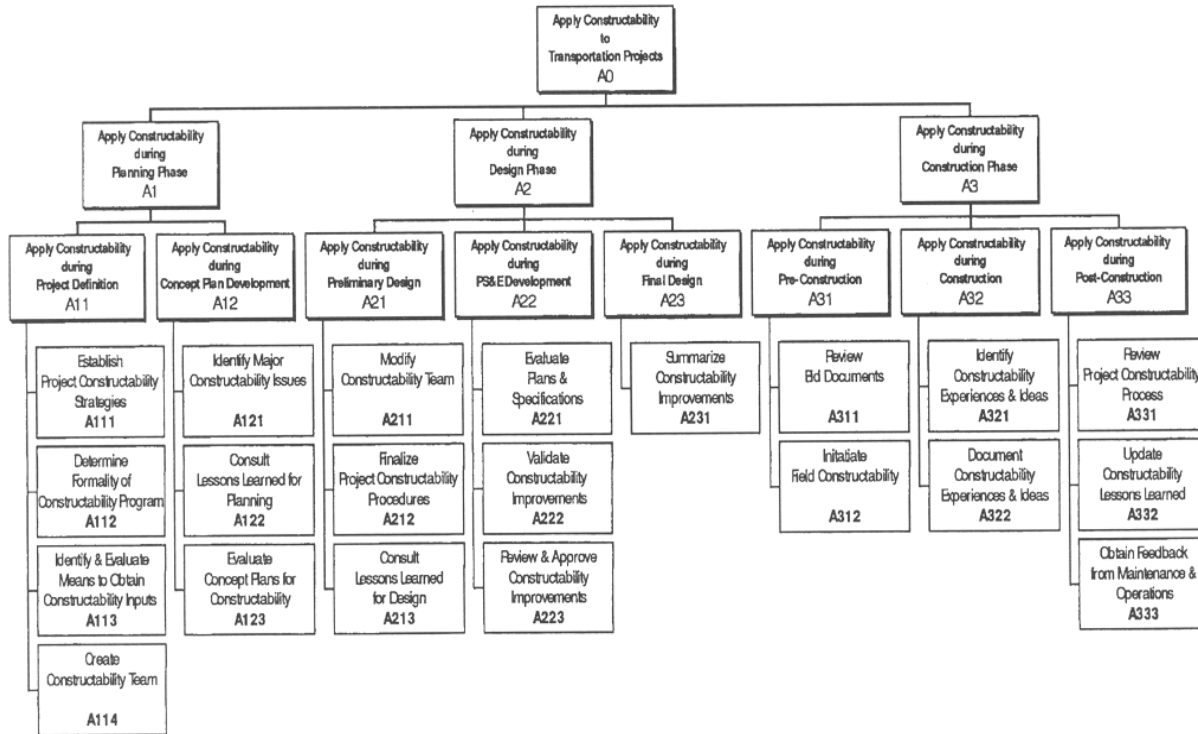 Apply Constructability
to
Transportation Projects
A0
Apply Constructability
during
Planning Phase
A1
Apply Constructability
during
Design Phase
A2
Apply Constructability
during
Construction Phase
A3
Apply Constructability
during
Project Definition
A11
Apply Constructability
during
Concept Plan Development
A12
Apply Constructability
during
Preliminary Design
A21
Apply Constructability
during
PS&E Development
A22
Apply Constructability
during
Final Design
A23
Apply Constructability
during
Pre-Construction
A31
Apply Constructability
during
Construction
A32
Apply Constructability
during
Post-Construction
A33
Establish
Project Constructability
Strategies
A111
Determine
Formality of
Constructability Program
A112
Identify & Evaluate
Means to Obtain
Constructability Inputs
A113
Create
Constructability Team
A114
Identify Major
Constructability Issues
A121
Consult
Lessons Learned for
Planning
A122
Evaluate
Concept Plans for
Constructability
A123
Modify
Constructability Team
A211
Finalize
Project Constructability
Procedures
A212
Consult
Lessons Learned
for Design
A213
Evaluate
Plans &
Specifications
A221
Validate
Constructability
Improvements
A222
Review & Approve
Constructability
Improvements
A223
Summarize
Constructability
Improvements
A231
Review
Bid Documents
A311
Initatiate
Field Constructability
A312
Identify
Constructability
Experiences & Ideas
A321
Document
Constructability
Experiences & Ideas
A322
Review
Project Constructability
Process
A331
Update
Constructability
Lessons Learned
A332
Obtain Feedback
from Maintenance &
Operations
A333